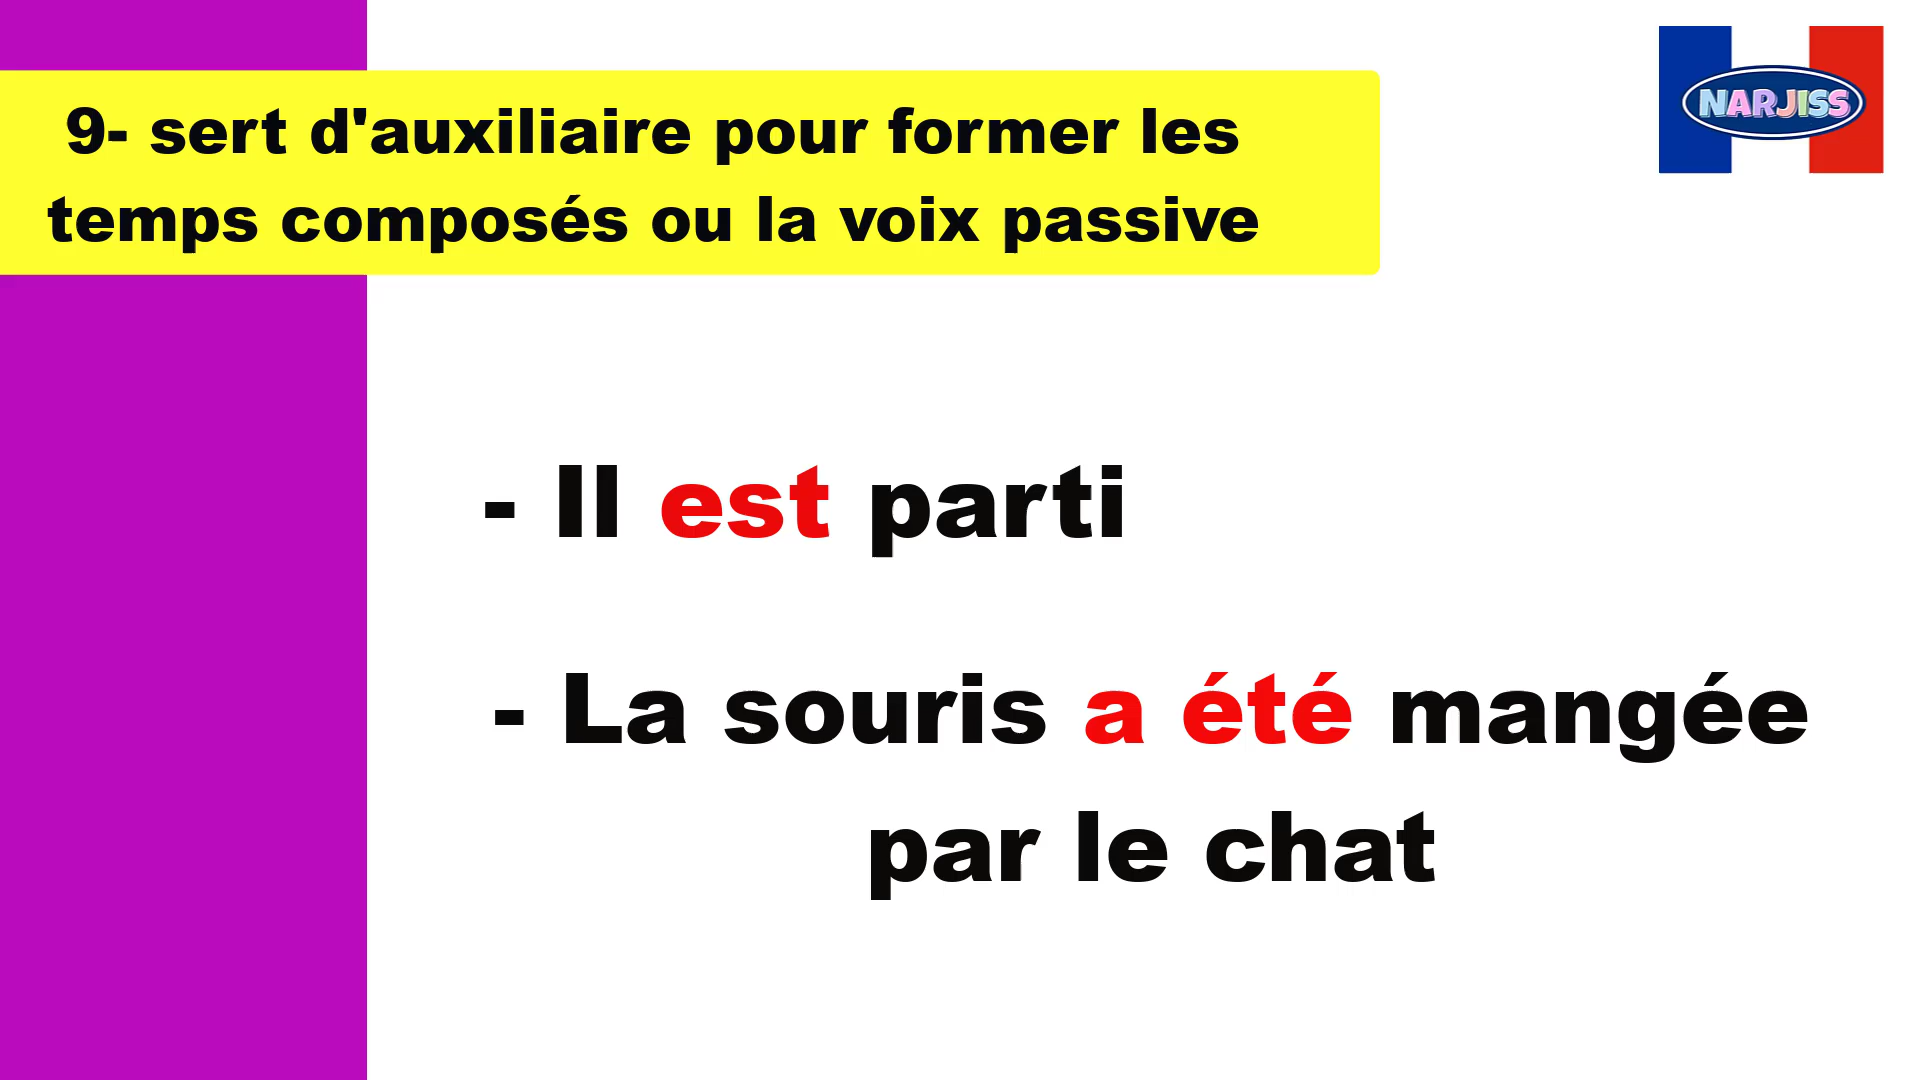 NARJISS
9- sert d'auxiliaire pour former les
temps composés ou la voix passive
- Il est parti
- La souris a été mangée
par le chat